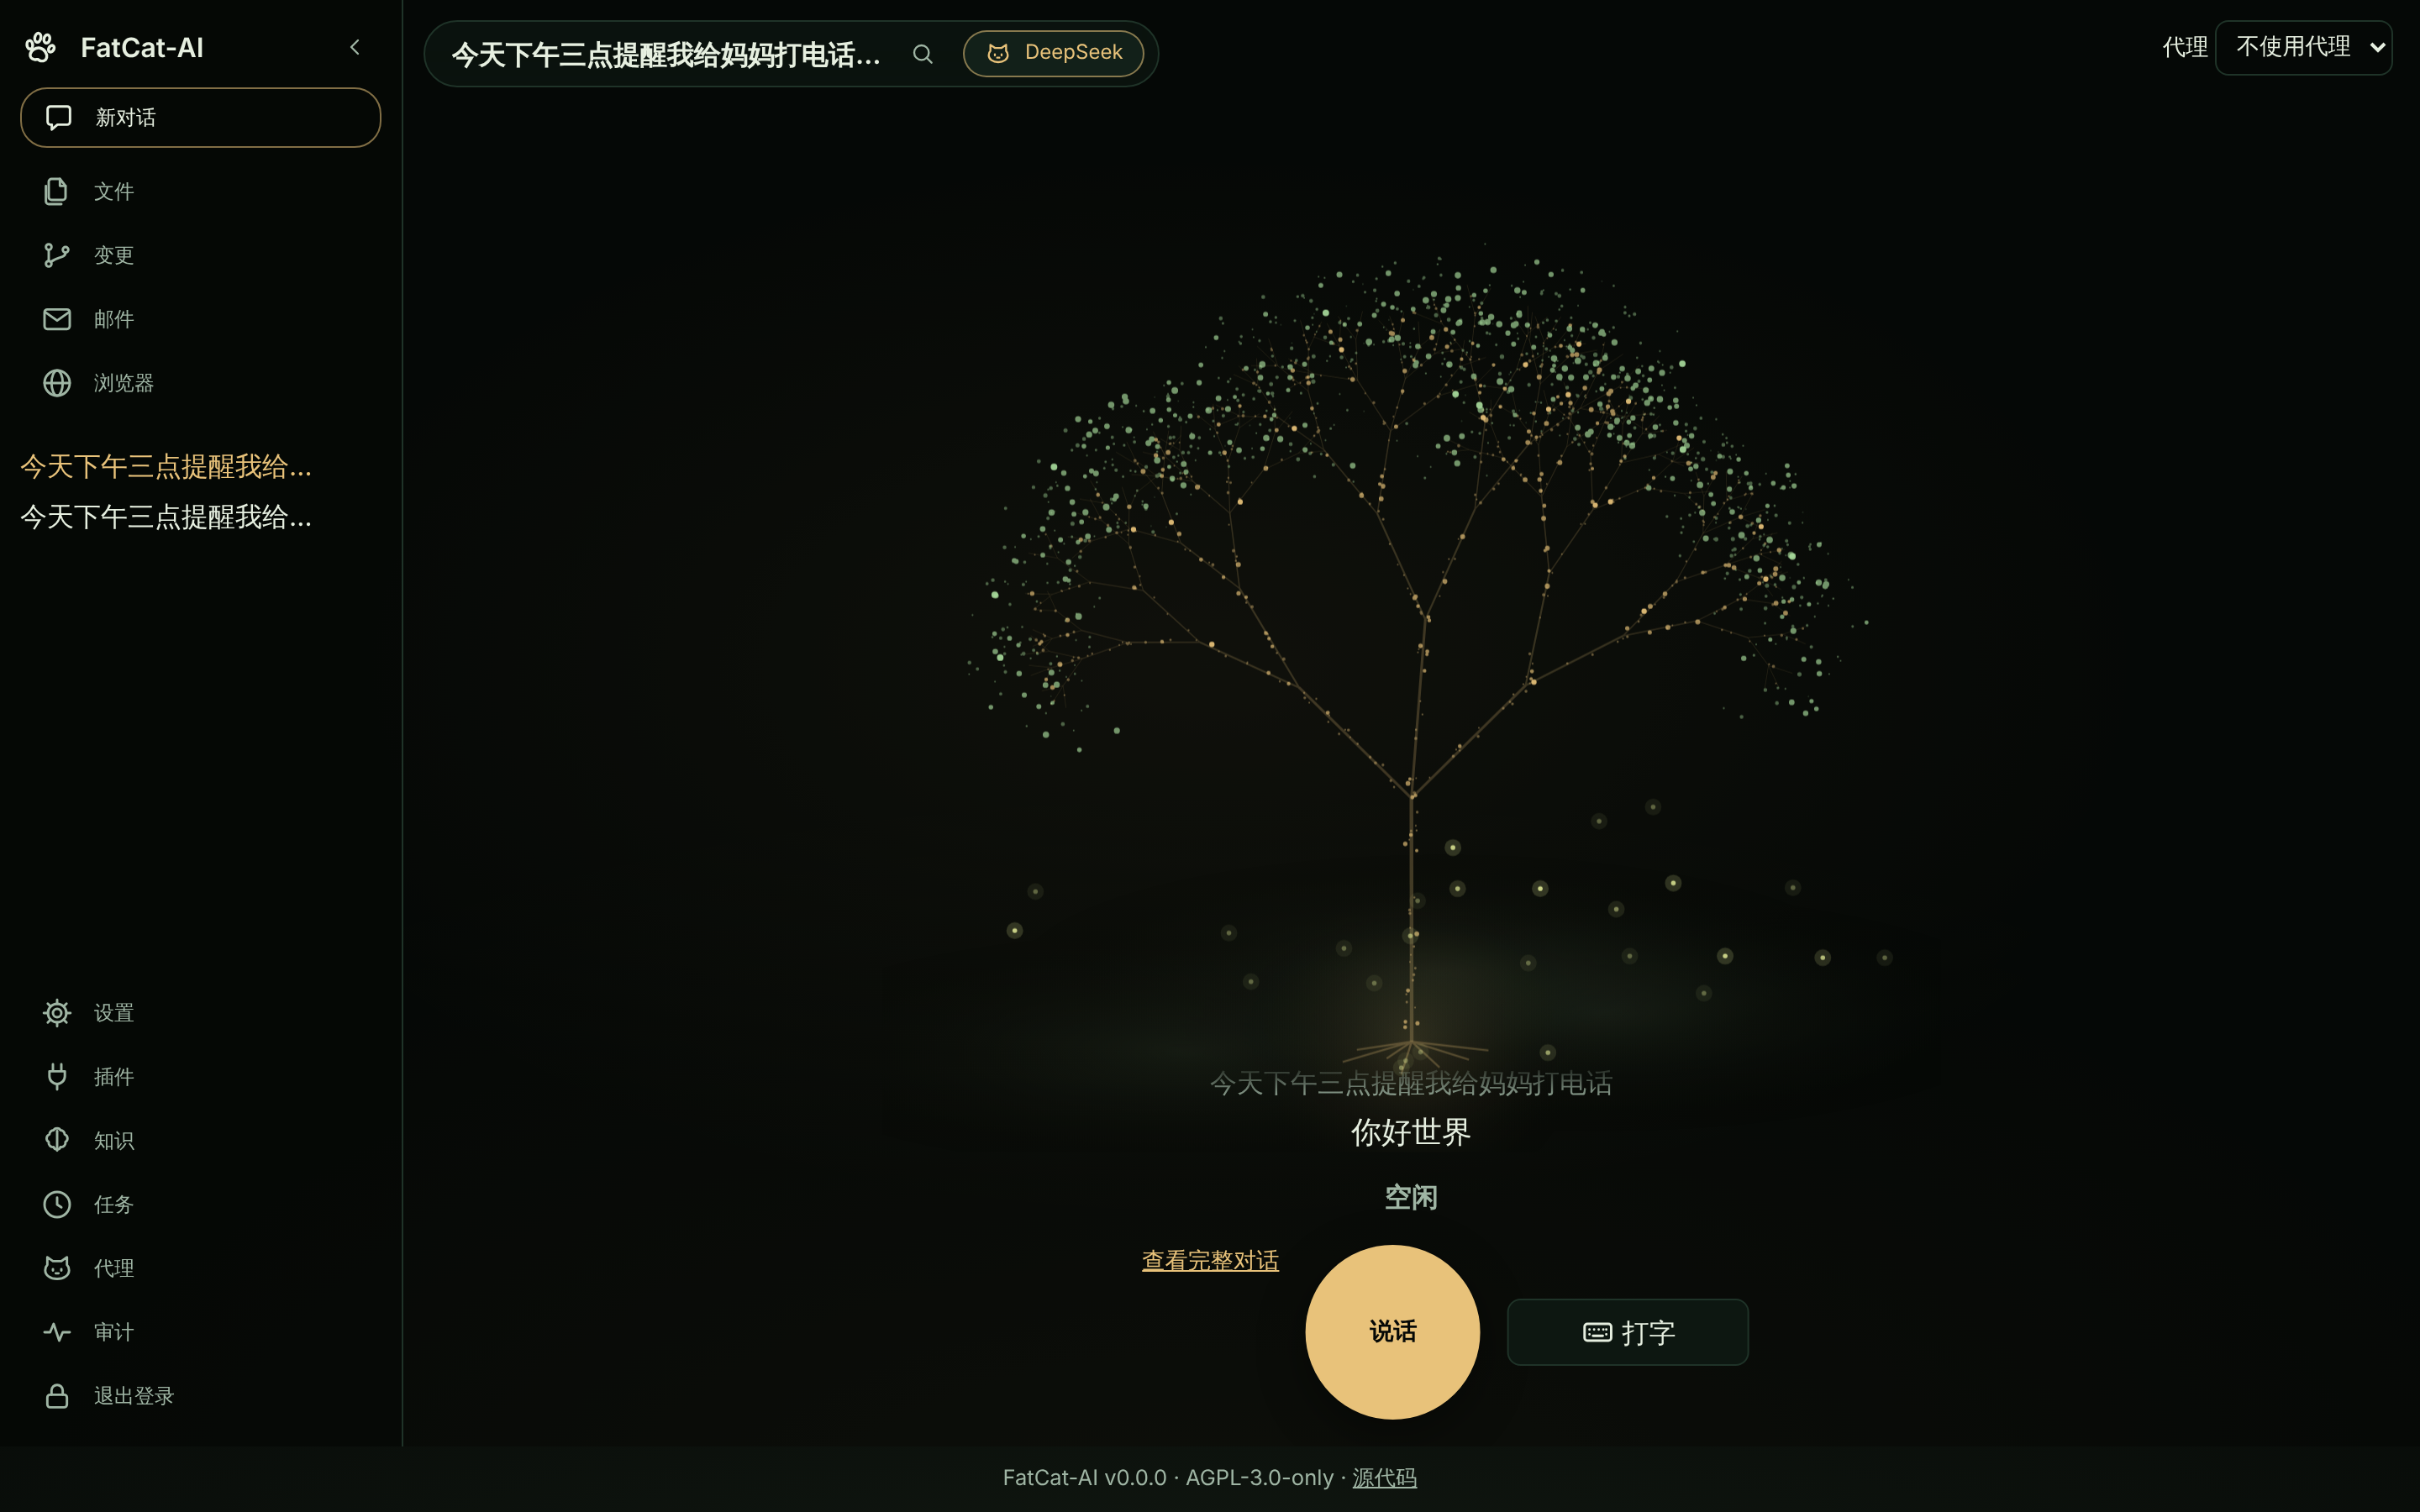 FatCat-AI
新对话
文件
变更
邮件
浏览器
今天下午三点提醒我给...
今天下午三点提醒我给...
设置
插件
知识
任务
代理
审计
退出登录
今天下午三点提醒我给妈妈打电话...
DeepSeek
代理 不使用代理
今天下午三点提醒我给妈妈打电话
你好世界
空闲
查看完整对话
说话
打字
FatCat-AI v0.0.0 · AGPL-3.0-only · 源代码